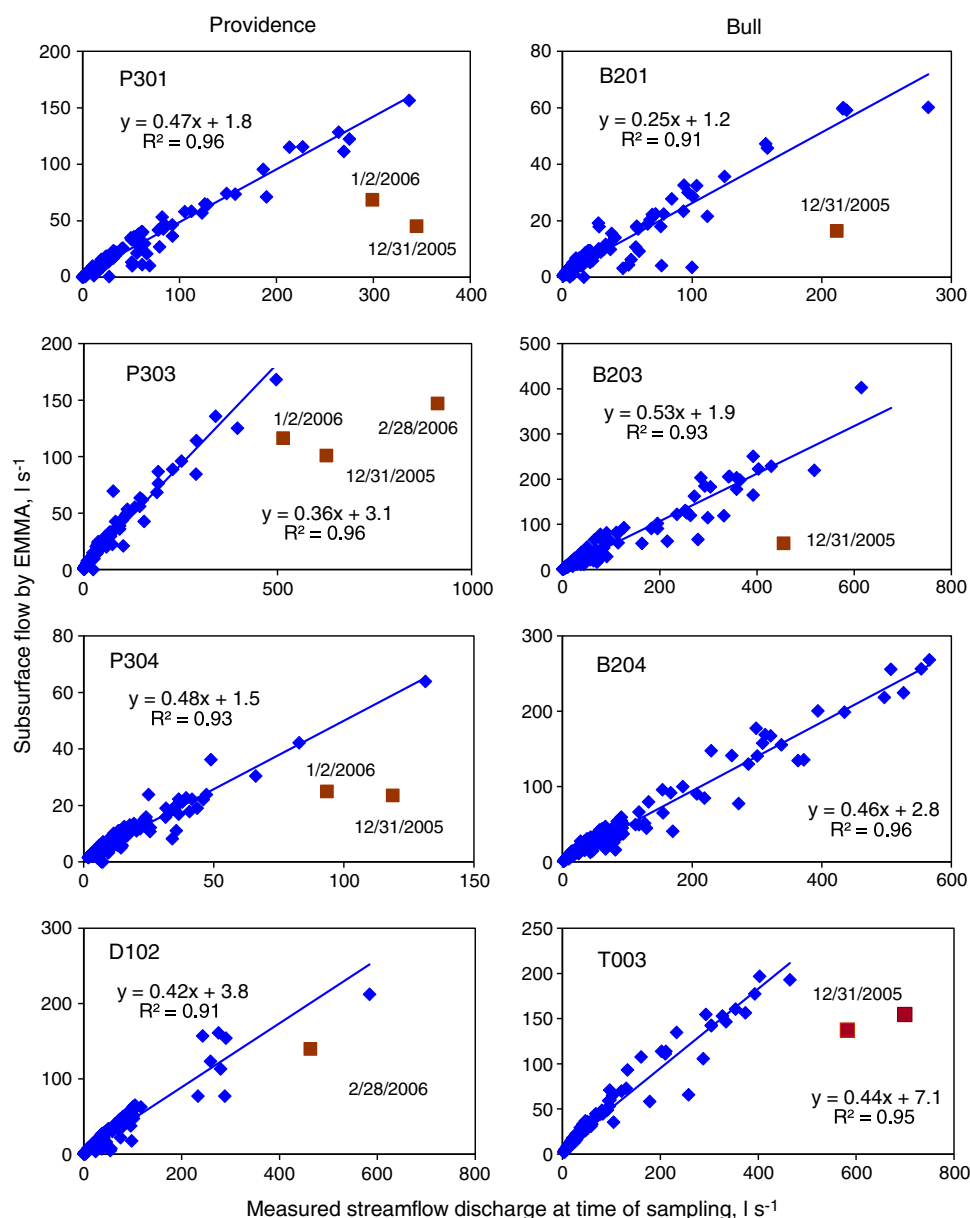 Providence
Bull
Subsurface flow by EMMA, l s-1
P301
y = 0.47x + 1.8
R² = 0.96
1/2/2006
12/31/2005
200
150
100
50
0
0 100 200 300 400
B201
y = 0.25x + 1.2
R² = 0.91
12/31/2005
80
60
40
20
0
0 100 200 300
P303
1/2/2006
2/28/2006
12/31/2005
y = 0.36x + 3.1
R² = 0.96
200
150
100
50
0
0 500 1000
B203
y = 0.53x + 1.9
R² = 0.93
12/31/2005
500
400
300
200
100
0
0 200 400 600 800
P304
y = 0.48x + 1.5
R² = 0.93
1/2/2006
12/31/2005
80
60
40
20
0
0 50 100 150
B204
y = 0.46x + 2.8
R² = 0.96
300
200
100
0
0 200 400 600
D102
y = 0.42x + 3.8
R² = 0.91
2/28/2006
300
200
100
0
0 200 400 600 800
T003
12/31/2005
y = 0.44x + 7.1
R² = 0.95
250
200
150
100
50
0
0 200 400 600 800
Measured streamflow discharge at time of sampling, l s-1